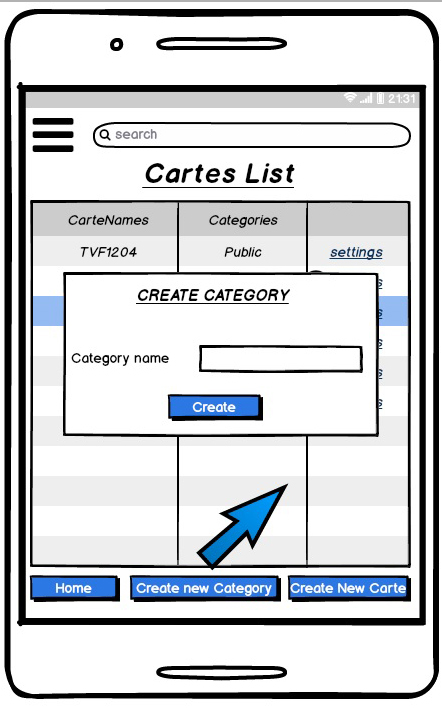 21:31
search
Cartes List
CarteNames Categories
TVF1204 Public settings
s
CREATE CATEGORY
s
s
Category name
s
s
Create
s
Home Create new Category Create New Carte